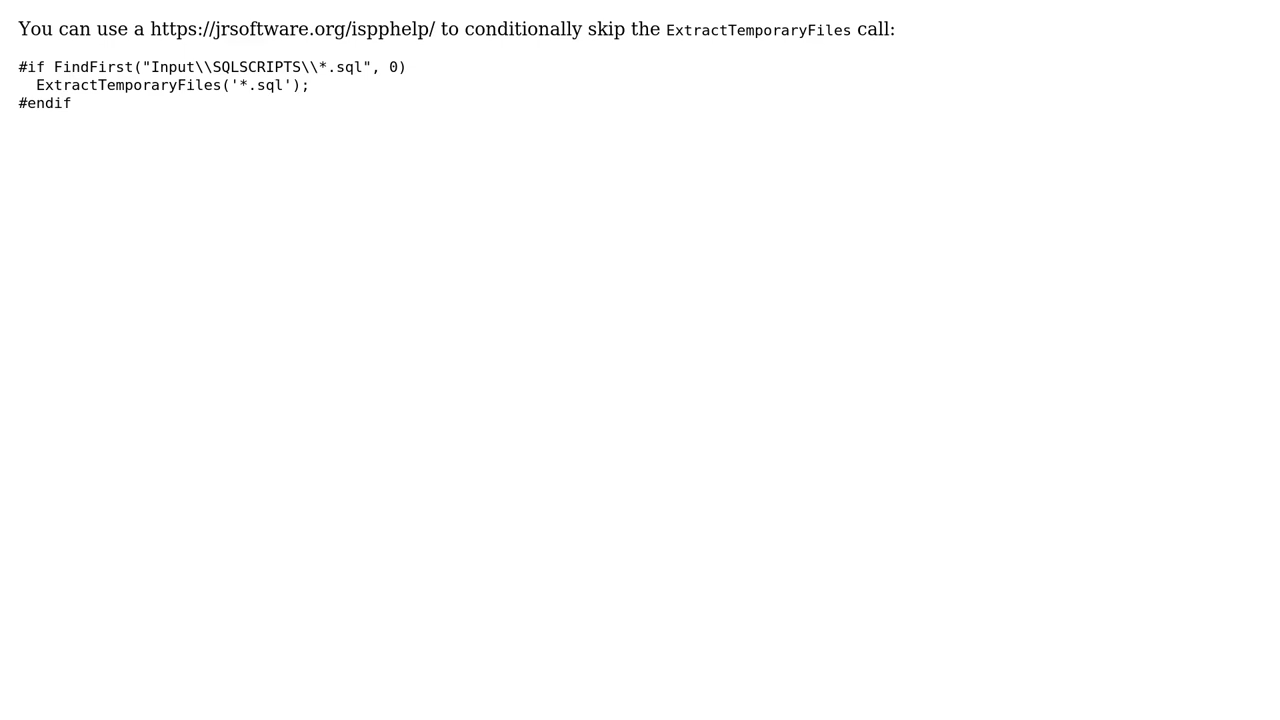 You can use a https://jrsoftware.org/ispphelp/ to conditionally skip the ExtractTemporaryFiles call:
#if FindFirst("Input\\SQLSCRIPTS\\*.sql", 0)
  ExtractTemporaryFiles('*.sql');
#endif